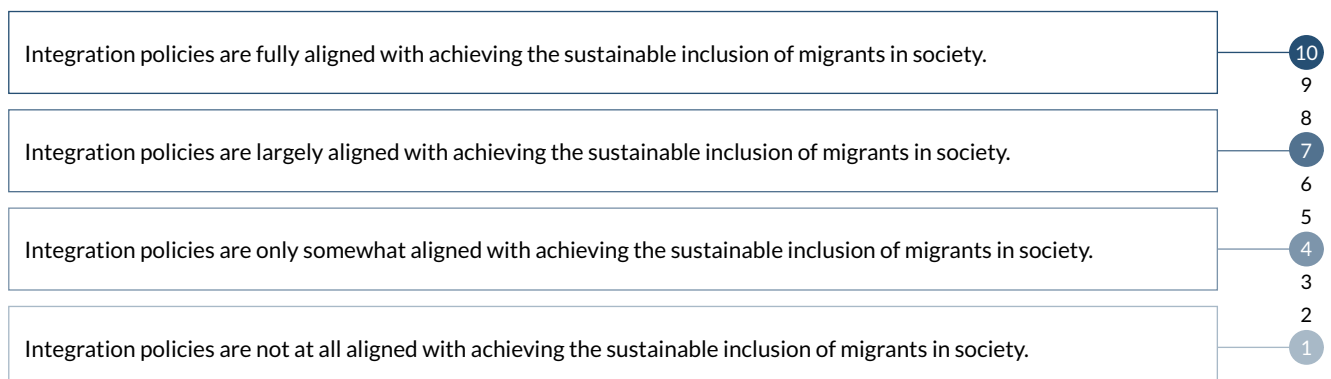 Integration policies are fully aligned with achieving the sustainable inclusion of migrants in society.
10
9
8
Integration policies are largely aligned with achieving the sustainable inclusion of migrants in society.
7
6
5
Integration policies are only somewhat aligned with achieving the sustainable inclusion of migrants in society.
4
3
2
Integration policies are not at all aligned with achieving the sustainable inclusion of migrants in society.
1